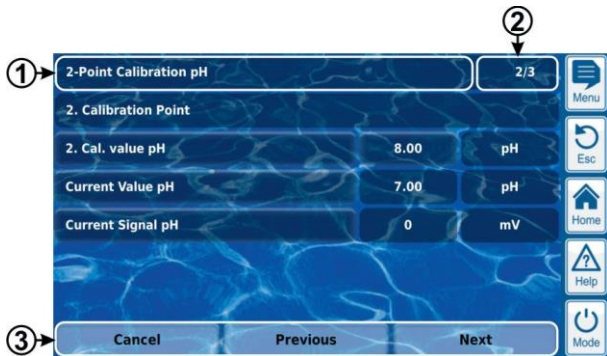 2
1
2-Point Calibration pH 2/3
Menu
2. Calibration Point
2. Cal. value pH 8.00 pH
Esc
Current Value pH 7.00 pH
Current Signal pH 0 mV
Home
? Help
3
Cancel Previous Next
Mode